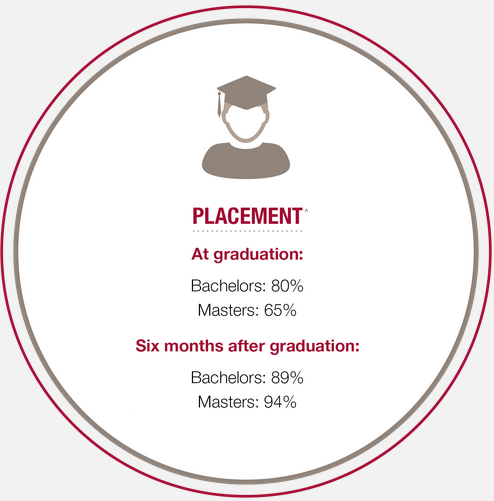 PLACEMENT^
At graduation:
Bachelors: 80%
Masters: 65%
Six months after graduation:
Bachelors: 89%
Masters: 94%